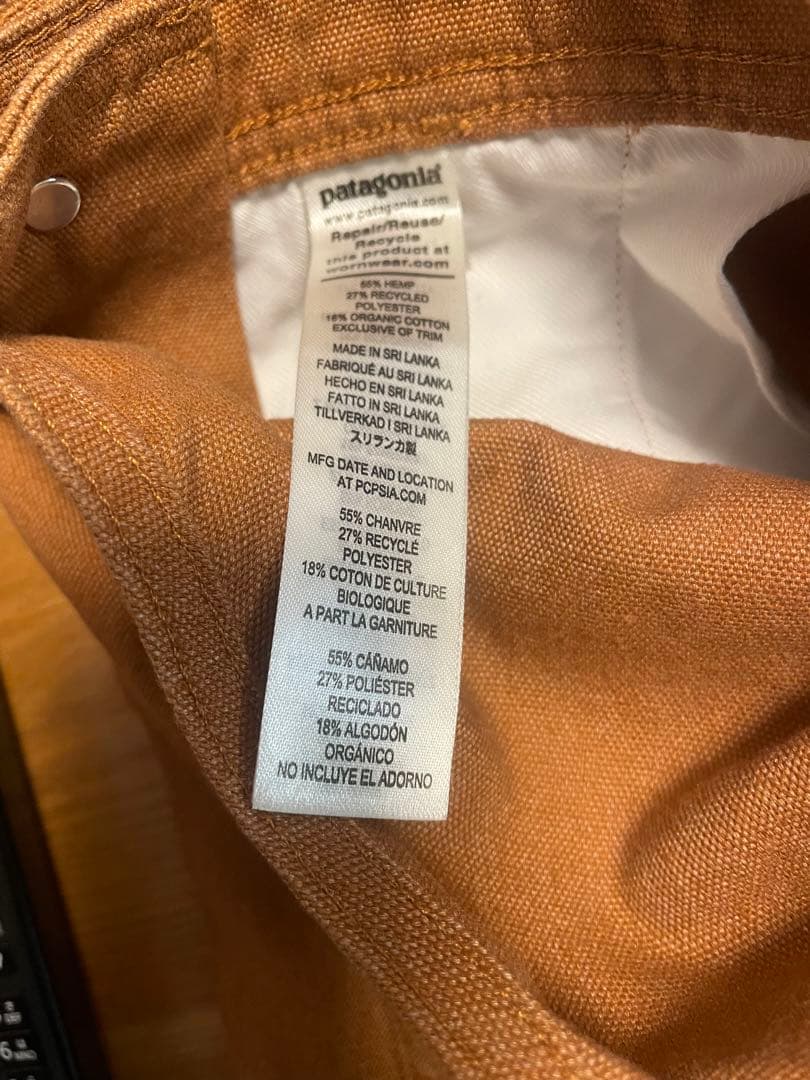 patagonia®
www.patagonia.com
Repair/Reuse/
Recycle
this product at
wornwear.com
55% HEMP
27% RECYCLED
POLYESTER
18% ORGANIC COTTON
EXCLUSIVE OF TRIM
MADE IN SRI LANKA
FABRIQUÉ AU SRI LANKA
HECHO EN SRI LANKA
FATTO IN SRI LANKA
TILLVERKAD I SRI LANKA
スリランカ製
MFG DATE AND LOCATION
AT PCPSIA.COM
55% CHANVRE
27% RECYCLÉ
POLYESTER
18% COTON DE CULTURE
BIOLOGIQUE
A PART LA GARNITURE
55% CÁÑAMO
27% POLIÉSTER
RECICLADO
18% ALGODÓN
ORGÁNICO
NO INCLUYE EL ADORNO